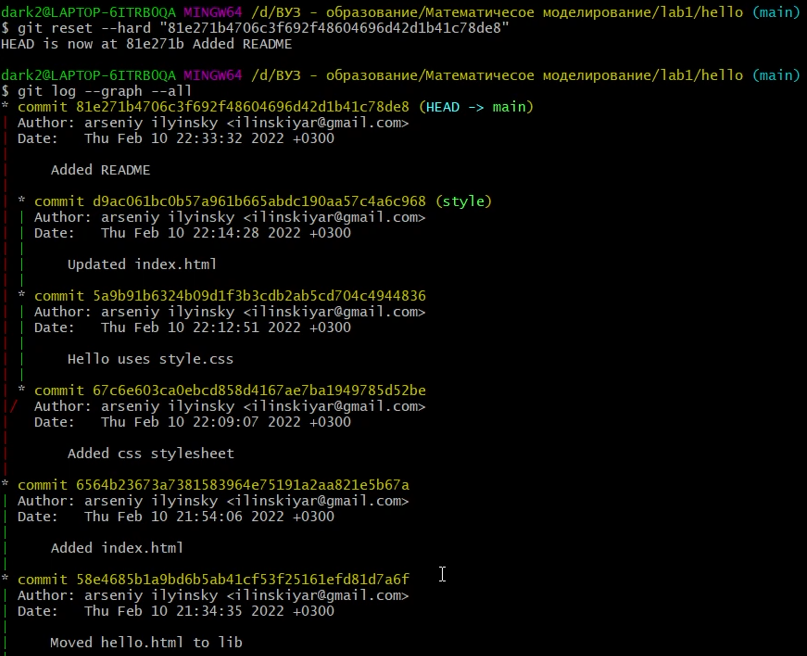 dark2@LAPTOP-6ITRBOQA MINGW64 /d/ВУЗ - образование/Математичесое моделирование/lab1/hello (main)
$ git reset --hard "81e271b4706c3f692f48604696d42d1b41c78de8"
HEAD is now at 81e271b Added README
dark2@LAPTOP-6ITRBOQA MINGW64 /d/ВУЗ - образование/Математичесое моделирование/lab1/hello (main)
$ git log --graph --all
* commit 81e271b4706c3f692f48604696d42d1b41c78de8 (HEAD -> main)
| Author: arseniy ilyinsky <ilinskiyar@gmail.com>
| Date:   Thu Feb 10 22:33:32 2022 +0300
|
|     Added README
|
| * commit d9ac061bc0b57a961b665abdc190aa57c4a6c968 (style)
| | Author: arseniy ilyinsky <ilinskiyar@gmail.com>
| | Date:   Thu Feb 10 22:14:28 2022 +0300
| |
| |     Updated index.html
| |
| * commit 5a9b91b6324b09d1f3b3cdb2ab5cd704c4944836
| | Author: arseniy ilyinsky <ilinskiyar@gmail.com>
| | Date:   Thu Feb 10 22:12:51 2022 +0300
| |
| |     Hello uses style.css
| |
| * commit 67c6e603ca0ebcd858d4167ae7ba1949785d52be
|/  Author: arseniy ilyinsky <ilinskiyar@gmail.com>
|   Date:   Thu Feb 10 22:09:07 2022 +0300
|
|       Added css stylesheet
|
* commit 6564b23673a7381583964e75191a2aa821e5b67a
| Author: arseniy ilyinsky <ilinskiyar@gmail.com>
| Date:   Thu Feb 10 21:54:06 2022 +0300
|
|     Added index.html
|
* commit 58e4685b1a9bd6b5ab41cf53f25161efd81d7a6f
| Author: arseniy ilyinsky <ilinskiyar@gmail.com>
| Date:   Thu Feb 10 21:34:35 2022 +0300
|
|     Moved hello.html to lib